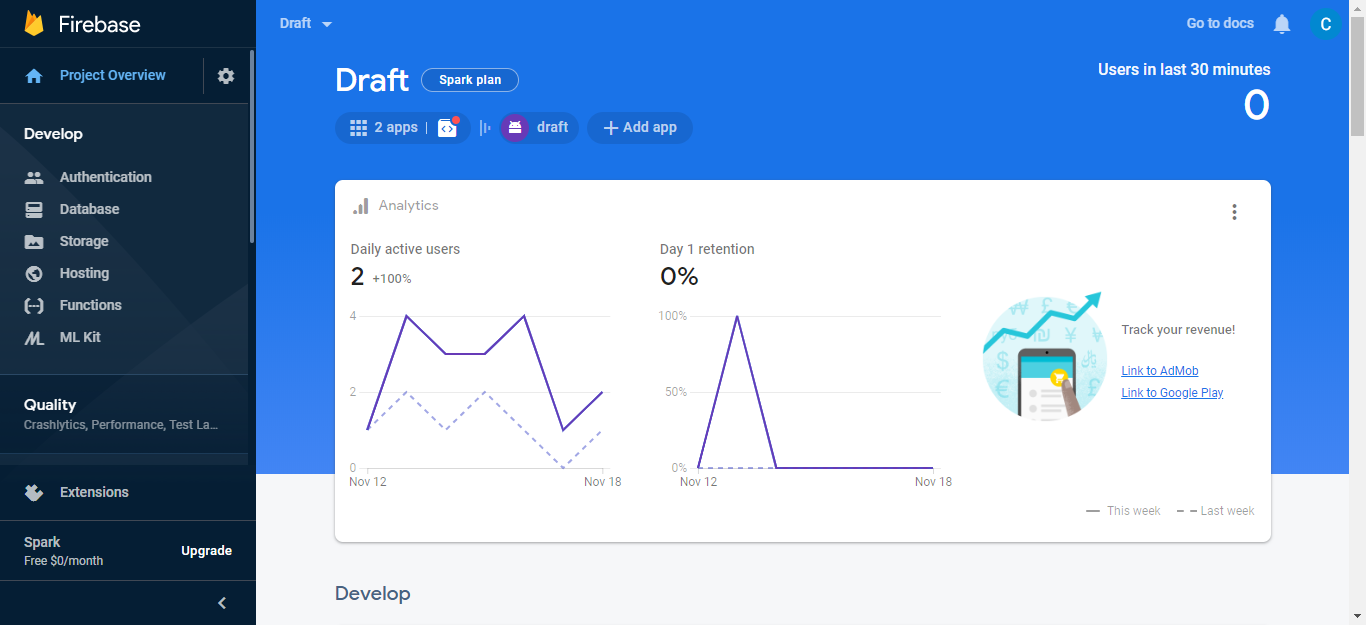 Firebase
Project Overview
Develop
Authentication
Database
Storage
Hosting
Functions
ML Kit
Quality
Crashlytics, Performance, Test La...
Extensions
Spark
Free $0/month
Upgrade
Draft
Go to docs
C
Draft
Spark plan
Users in last 30 minutes
0
2 apps
draft
+ Add app
Analytics
Daily active users
2 +100%
4
2
0
Nov 12
Nov 18
Day 1 retention
0%
100%
50%
0%
Nov 12
Nov 18
Track your revenue!
Link to AdMob
Link to Google Play
This week
Last week
Develop